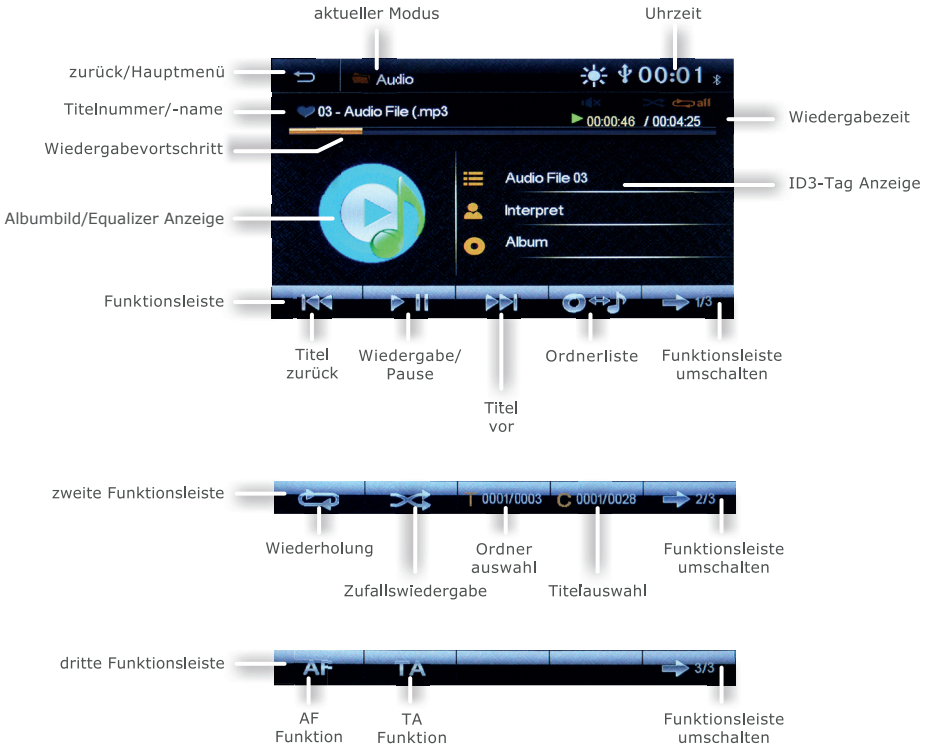 aktueller Modus
Uhrzeit
zurück/Hauptmenü
Audio
00:01
Titelnummer/-name
03 - Audio File (.mp3
all
00:00:46 / 00:04:25
Wiedergabezeit
Wiedergabevortschritt
Audio File 03
ID3-Tag Anzeige
Albumbild/Equalizer Anzeige
Interpret
Album
Funktionsleiste
1/3
Titel
zurück
Wiedergabe/
Pause
Ordnerliste
Funktionsleiste
umschalten
Titel
vor
zweite Funktionsleiste
T 0001/0003
C 0001/0028
2/3
Wiederholung
Ordner
auswahl
Funktionsleiste
umschalten
Zufallswiedergabe
Titelauswahl
dritte Funktionsleiste
AF
TA
3/3
AF
Funktion
TA
Funktion
Funktionsleiste
umschalten